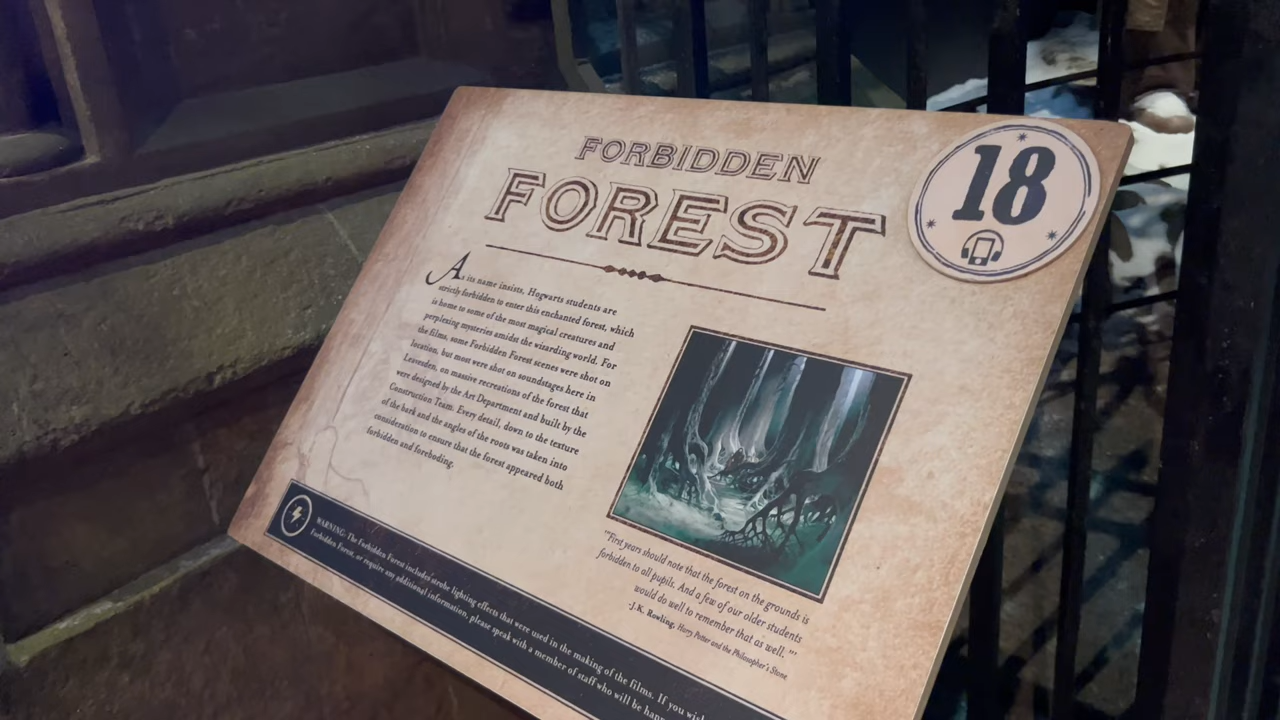 FORBIDDEN
FOREST
18
As its name insists, Hogwarts students are
strictly forbidden to enter this enchanted forest, which
is home to some of the most magical creatures and
perplexing mysteries amidst the wizarding world. For
the films, some Forbidden Forest scenes were shot on
location, but most were shot on soundstages here in
Leavesden, on massive recreations of the forest that
were designed by the Art Department and built by the
Construction Team. Every detail, down to the texture
of the bark and the angles of the roots was taken into
consideration to ensure that the forest appeared both
forbidden and foreboding.
"'First years should note that the forest on the grounds is
forbidden to all pupils. And a few of our older students
would do well to remember that as well.'"
-J.K. Rowling, Harry Potter and the Philosopher's Stone
WARNING: The Forbidden Forest includes strobe lighting effects that were used in the making of the films. If you wish
Forbidden Forest, or require any additional information, please speak with a member of staff who will be